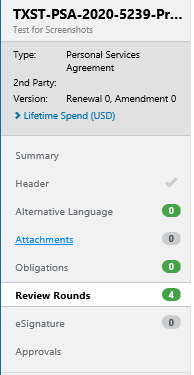 TXST-PSA-2020-5239-Pr...
Test for Screenshots
Type: Personal Services
Agreement
2nd Party:
Version: Renewal 0, Amendment 0
Lifetime Spend (USD)
Summary
Header
Alternative Language 0
Attachments 0
Obligations 0
Review Rounds 4
eSignature 0
Approvals